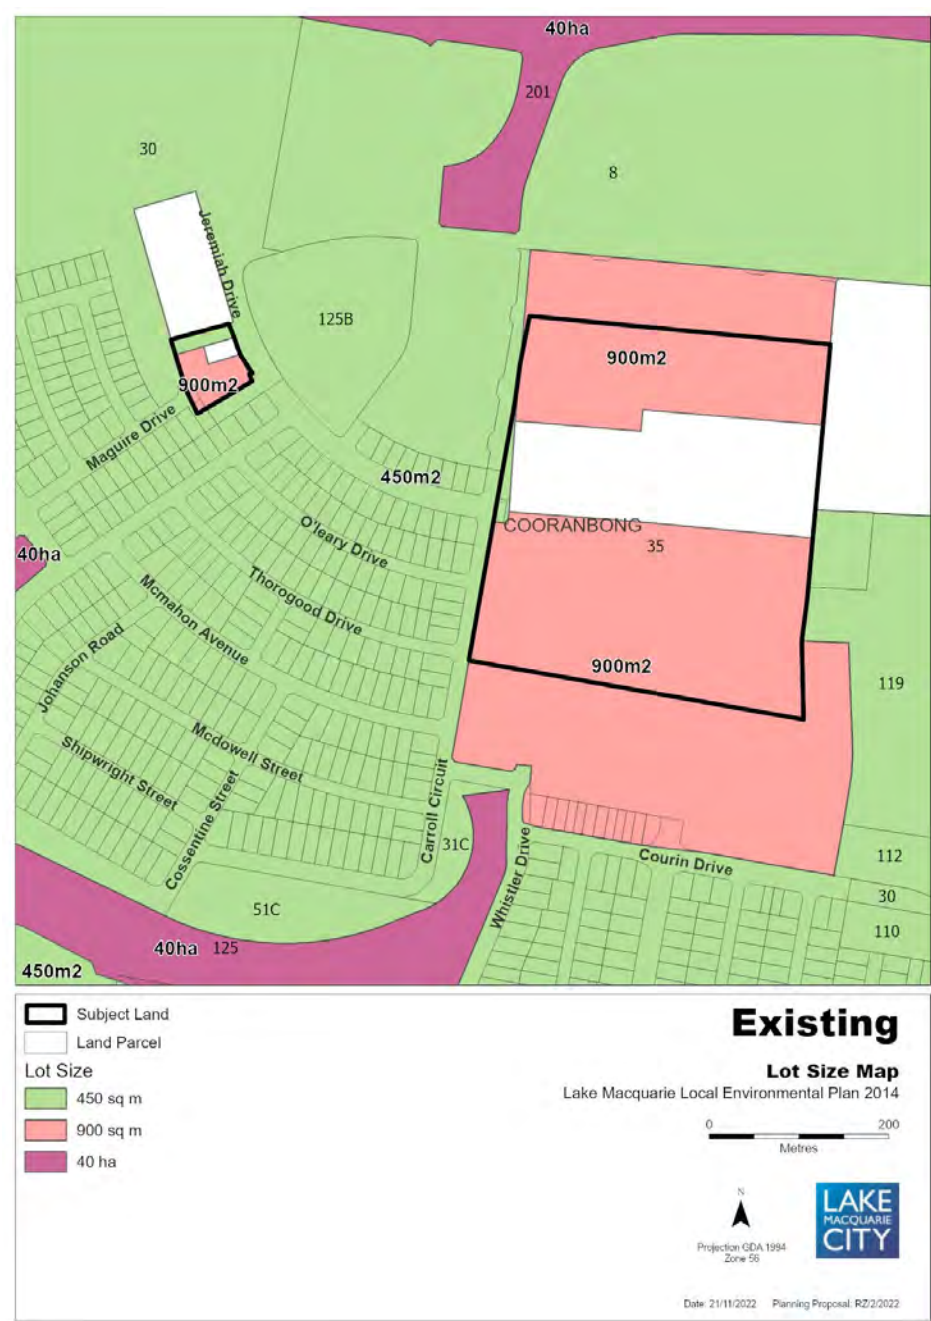 40ha
201
30
8
Jeremiah Drive
125B
900m2
900m2
Maguire Drive
450m2
COORANBONG
35
O'leary Drive
40ha
Thorogood Drive
Mcmahon Avenue
Johanson Road
900m2
119
Mcdowell Street
Shipwright Street
Cossentine Street
Carroll Circuit
31C
Whistler Drive
Courin Drive
112
30
110
51C
40ha 125
450m2
Subject Land
Land Parcel
Lot Size
450 sq m
900 sq m
40 ha
Existing
Lot Size Map
Lake Macquarie Local Environmental Plan 2014
0 200
Metres
N
Projection GDA 1994
Zone 56
LAKE
MACQUARIE
CITY
Date: 21/11/2022 Planning Proposal: RZ/2/2022